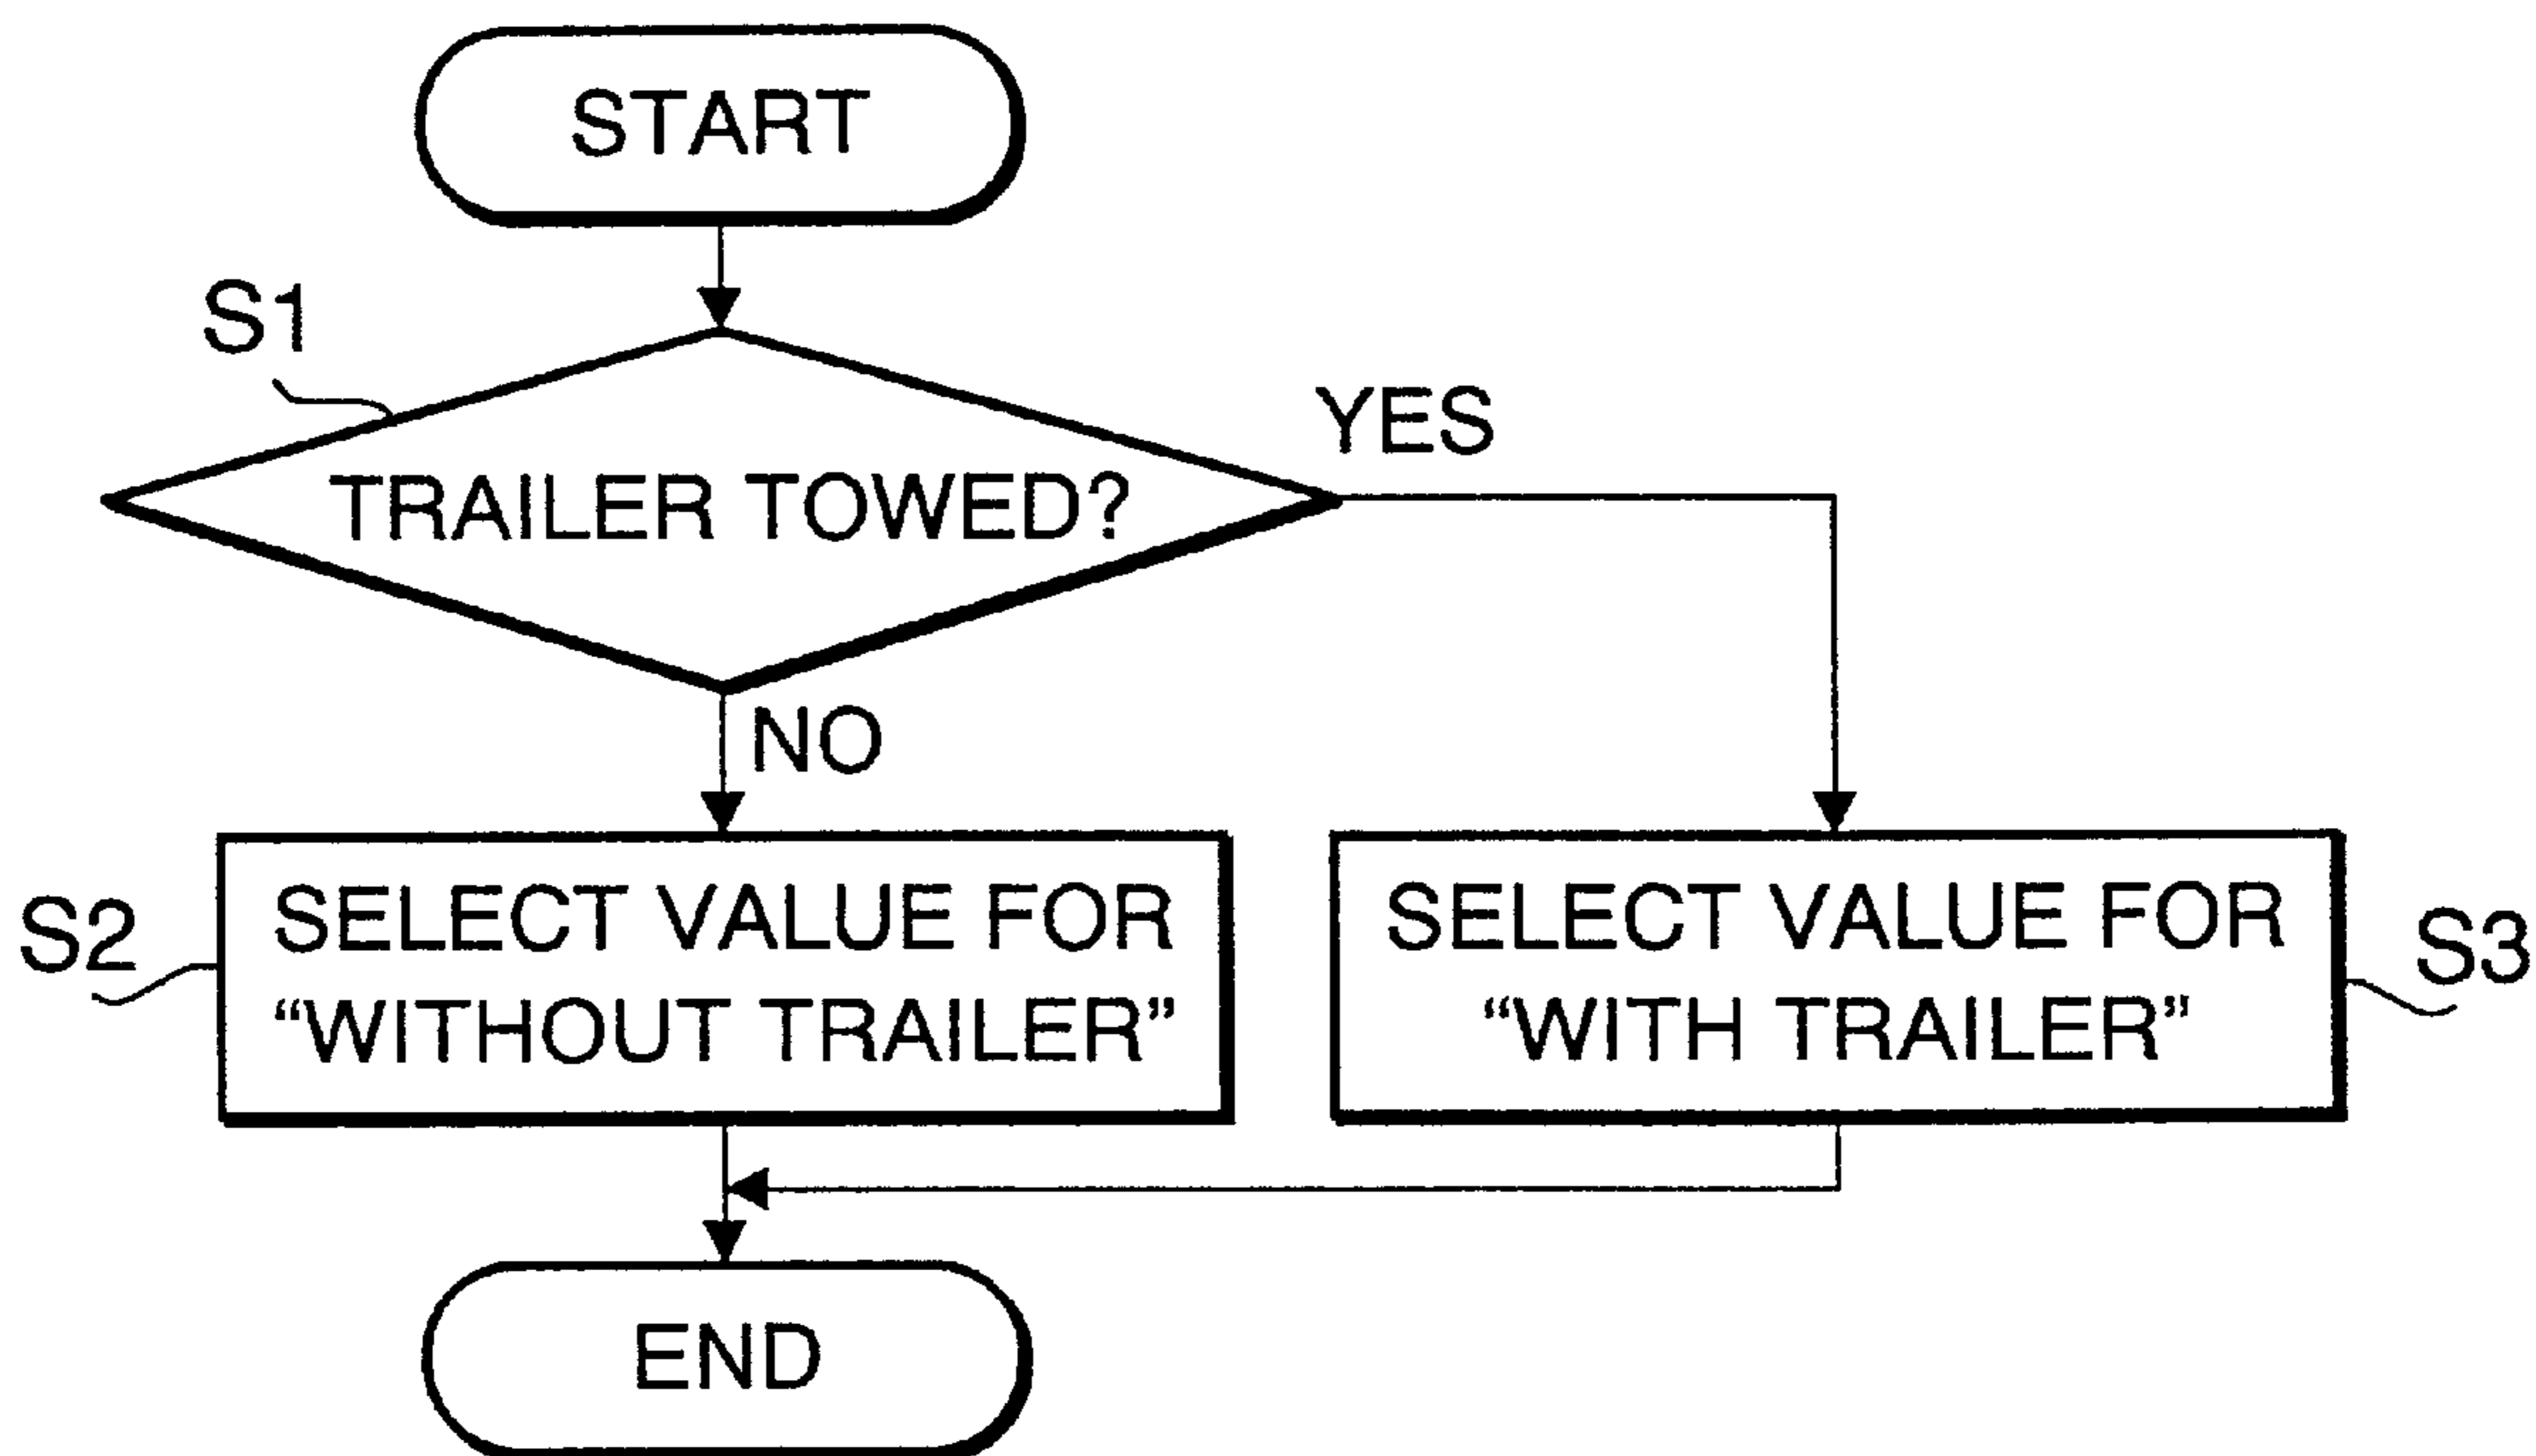 START
S1
YES
TRAILER TOWED?
NO
S2
SELECT VALUE FOR
“WITHOUT TRAILER”
SELECT VALUE FOR
“WITH TRAILER”
S3
END